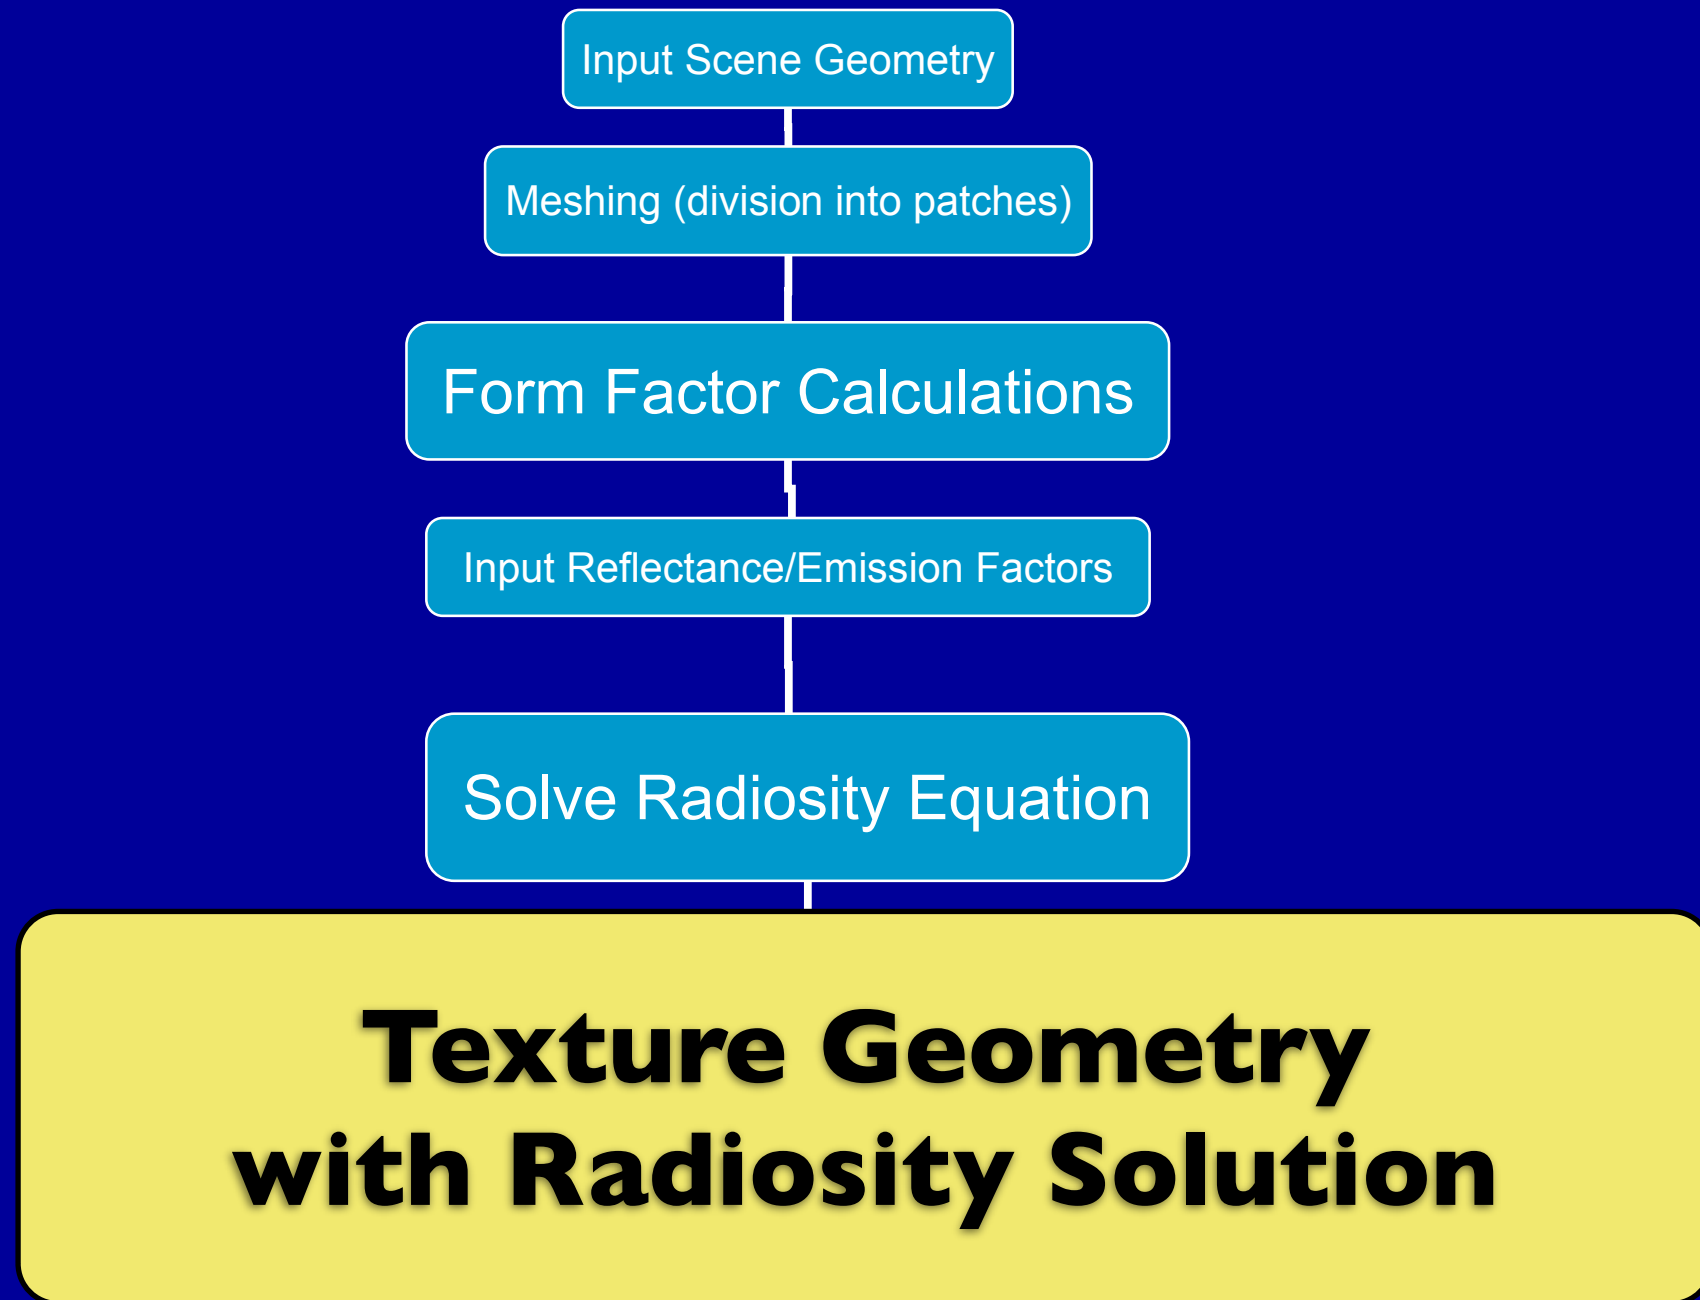 Input Scene Geometry
Meshing (division into patches)
Form Factor Calculations
Input Reflectance/Emission Factors
Solve Radiosity Equation
Texture Geometry
with Radiosity Solution